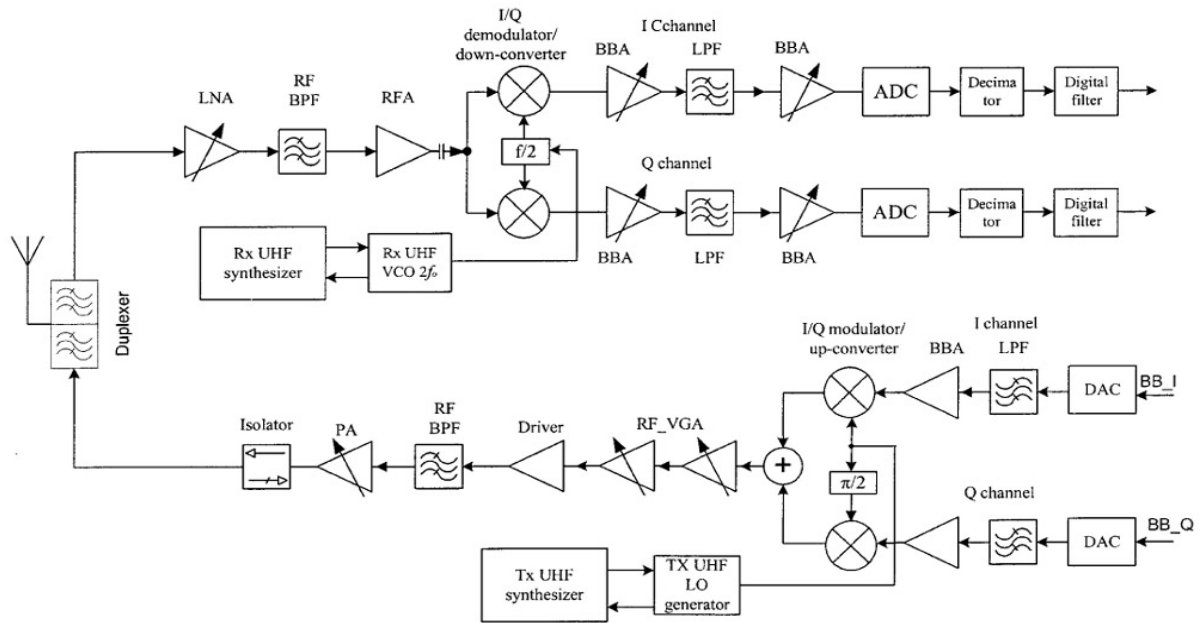 I/Q
demodulator/
down-converter
I Cchannel
BBA
LPF
BBA
LNA
RF
BPF
RFA
ADC
Decima
tor
Digital
filter
f/2
Q channel
ADC
Decima
tor
Digital
filter
BBA
LPF
BBA
Rx UHF
synthesizer
Rx UHF
VCO 2fₒ
Duplexer
I/Q modulator/
up-converter
I channel
BBA
LPF
DAC
BB_I
Isolator
PA
RF
BPF
Driver
RF_VGA
+
π/2
Q channel
DAC
BB_Q
Tx UHF
synthesizer
TX UHF
LO
generator